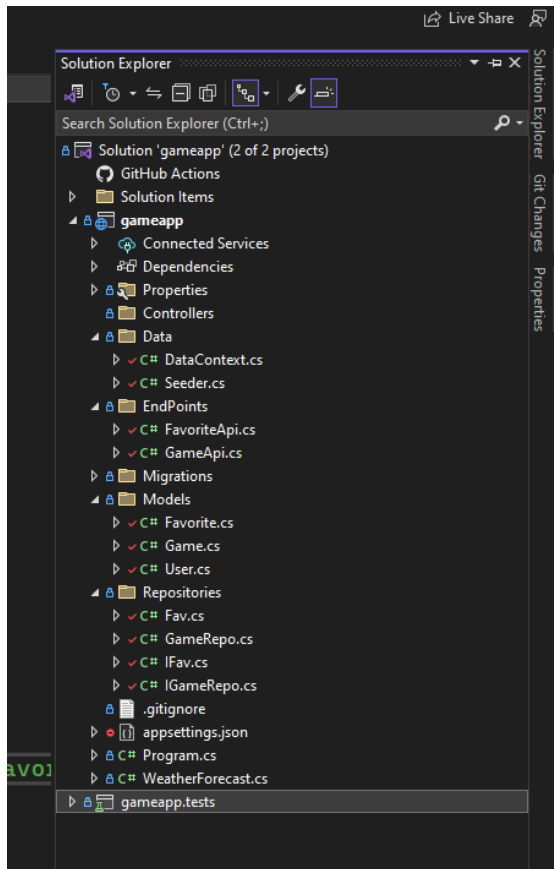 Live Share
Solution Explorer
Search Solution Explorer (Ctrl+;)
Solution 'gameapp' (2 of 2 projects)
GitHub Actions
Solution Items
gameapp
Connected Services
Dependencies
Properties
Controllers
Data
C# DataContext.cs
C# Seeder.cs
EndPoints
C# FavoriteApi.cs
C# GameApi.cs
Migrations
Models
C# Favorite.cs
C# Game.cs
C# User.cs
Repositories
C# Fav.cs
C# GameRepo.cs
C# IFav.cs
C# IGameRepo.cs
.gitignore
appsettings.json
C# Program.cs
C# WeatherForecast.cs
gameapp.tests
Solution Explorer
Git Changes
Properties